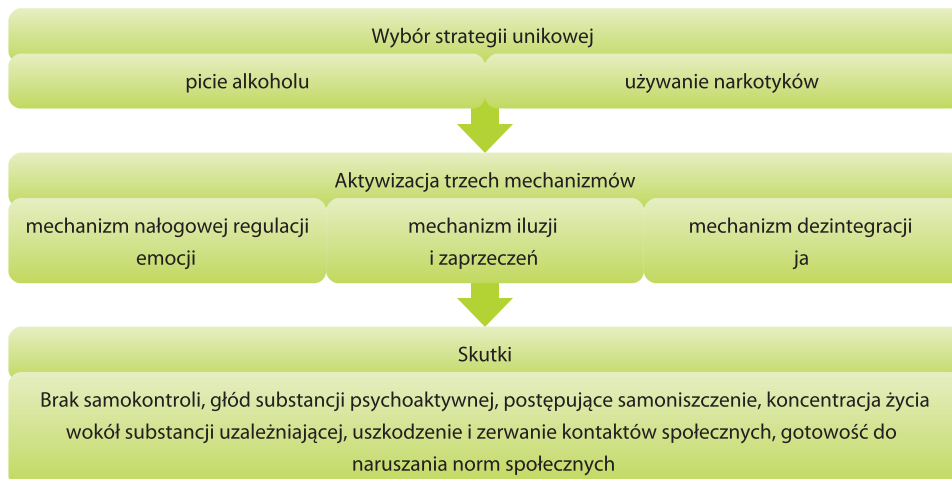 Wybór strategii unikowej
picie alkoholu
używanie narkotyków
Aktywizacja trzech mechanizmów
mechanizm nałogowej regulacji
emocji
mechanizm iluzji
i zaprzeczeń
mechanizm dezintegracji
ja
Skutki
Brak samokontroli, głód substancji psychoaktywnej, postępujące samoniszczenie, koncentracja życia
wokół substancji uzależniającej, uszkodzenie i zerwanie kontaktów społecznych, gotowość do
naruszania norm społecznych